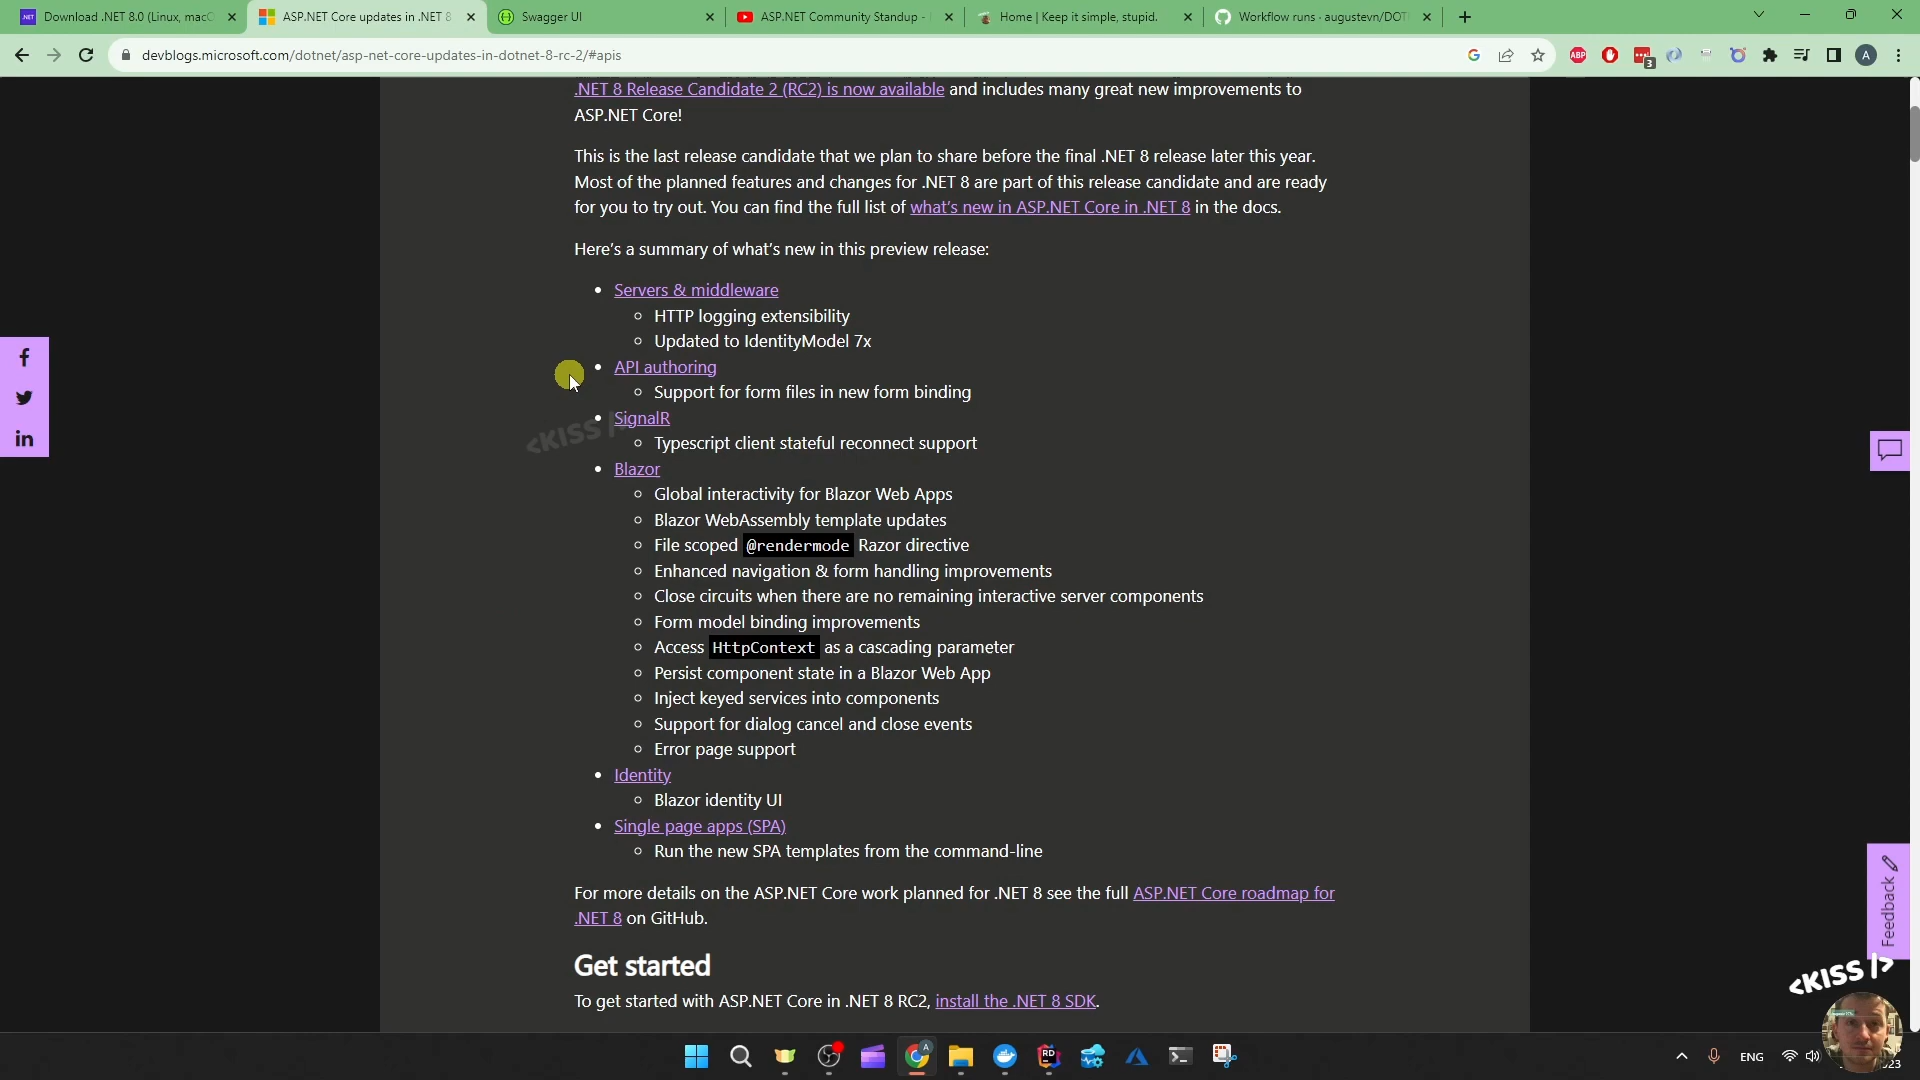 Download .NET 8.0 (Linux, macO
ASP.NET Core updates in .NET 8
Swagger UI
ASP.NET Community Standup -
Home | Keep it simple, stupid.
Workflow runs · augustevn/DOT
devblogs.microsoft.com/dotnet/asp-net-core-updates-in-dotnet-8-rc-2/#apis
ABP
3
A
.NET 8 Release Candidate 2 (RC2) is now available and includes many great new improvements to
ASP.NET Core!
This is the last release candidate that we plan to share before the final .NET 8 release later this year.
Most of the planned features and changes for .NET 8 are part of this release candidate and are ready
for you to try out. You can find the full list of what's new in ASP.NET Core in .NET 8 in the docs.
Here's a summary of what's new in this preview release:
Servers & middleware
HTTP logging extensibility
Updated to IdentityModel 7x
API authoring
Support for form files in new form binding
SignalR
<KISS />
Typescript client stateful reconnect support
Blazor
Global interactivity for Blazor Web Apps
Blazor WebAssembly template updates
File scoped @rendermode Razor directive
Enhanced navigation & form handling improvements
Close circuits when there are no remaining interactive server components
Form model binding improvements
Access HttpContext as a cascading parameter
Persist component state in a Blazor Web App
Inject keyed services into components
Support for dialog cancel and close events
Error page support
Identity
Blazor identity UI
Single page apps (SPA)
Run the new SPA templates from the command-line
For more details on the ASP.NET Core work planned for .NET 8 see the full ASP.NET Core roadmap for
.NET 8 on GitHub.
Get started
To get started with ASP.NET Core in .NET 8 RC2, install the .NET 8 SDK.
Feedback
<KISS />
RD
ENG